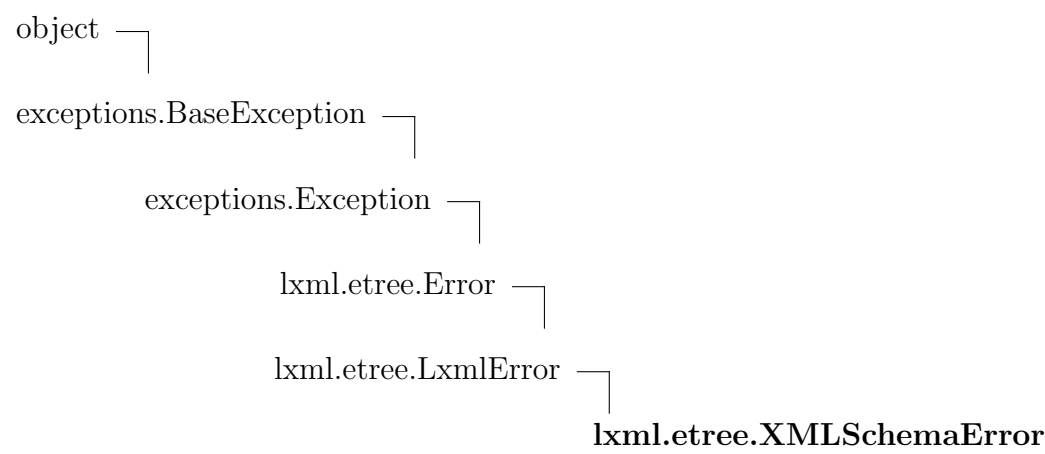 object
exceptions.BaseException
exceptions.Exception
lxml.etree.Error
lxml.etree.LxmlError
lxml.etree.XMLSchemaError